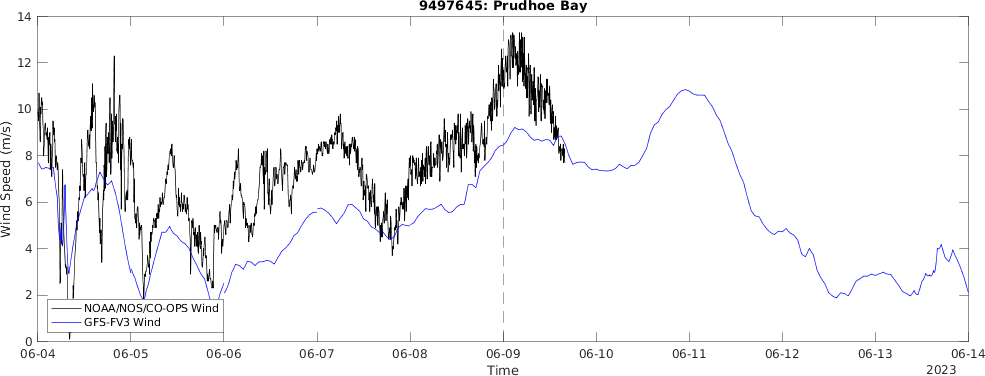 9497645: Prudhoe Bay
Wind Speed (m/s)
14
12
10
8
6
4
2
0
NOAA/NOS/CO-OPS Wind
GFS-FV3 Wind
06-04 06-05 06-06 06-07 06-08 06-09 06-10 06-11 06-12 06-13 06-14
Time
2023